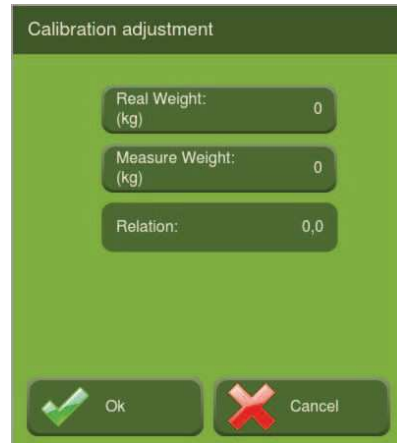 Calibration adjustment
Real Weight:
(kg)
0
Measure Weight:
(kg)
0
Relation:
0,0
Ok
Cancel